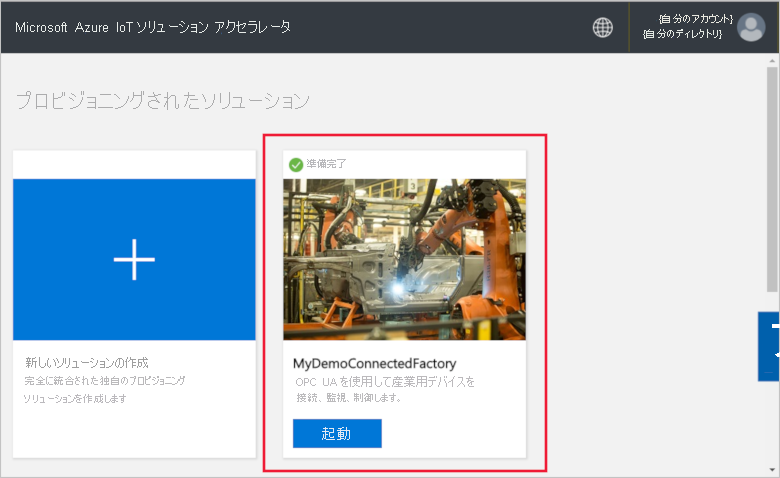 Microsoft Azure IoT ソリューション アクセラレータ
{自分のアカウント}
{自分のディレクトリ}
プロビジョニングされたソリューション
準備完了
新しいソリューションの作成
完全に統合された独自のプロビジョニング
ソリューションを作成します
MyDemoConnectedFactory
OPC UA を使用して産業用デバイスを
接続、監視、制御します。
起動